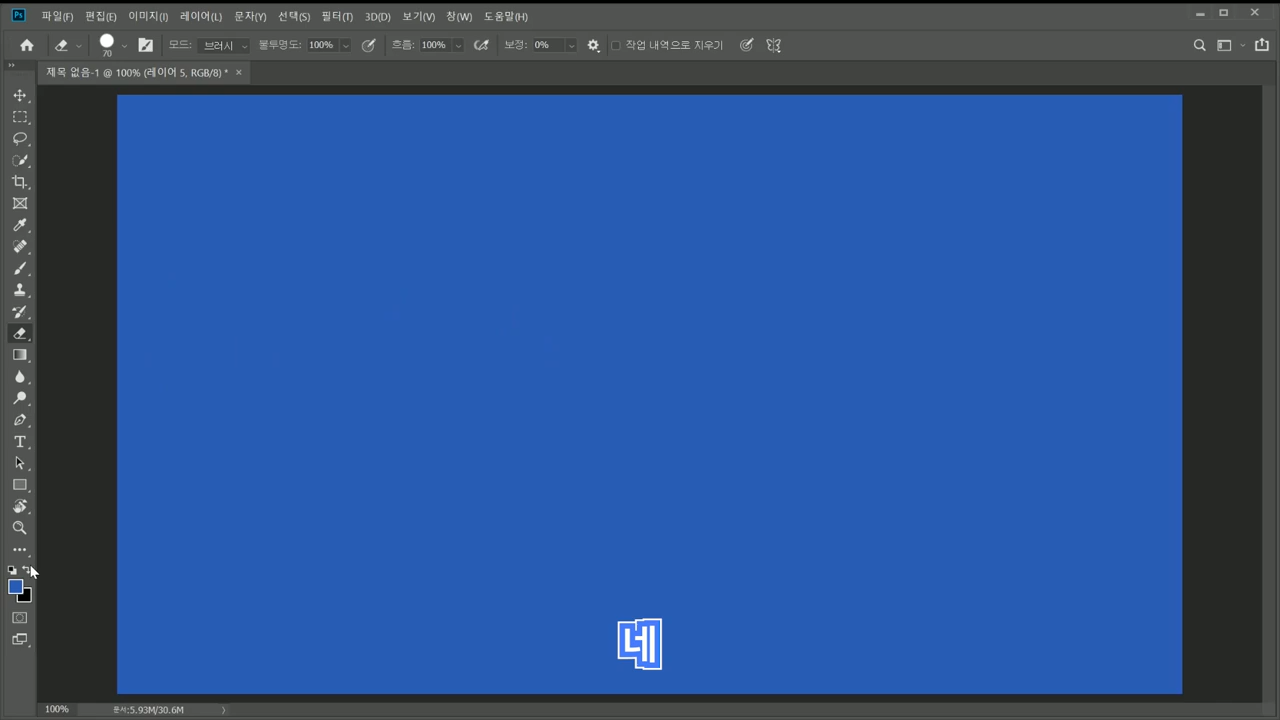 Ps 파일(F) 편집(E) 이미지(I) 레이어(L) 문자(Y) 선택(S) 필터(T) 3D(D) 보기(V) 창(W) 도움말(H)
70 모드: 브러시 불투명도: 100% 흐름: 100% 보정: 0% 작업 내역으로 지우기
제목 없음-1 @ 100% (레이어 5, RGB/8) *
네
100% 문서:5.93M/30.6M